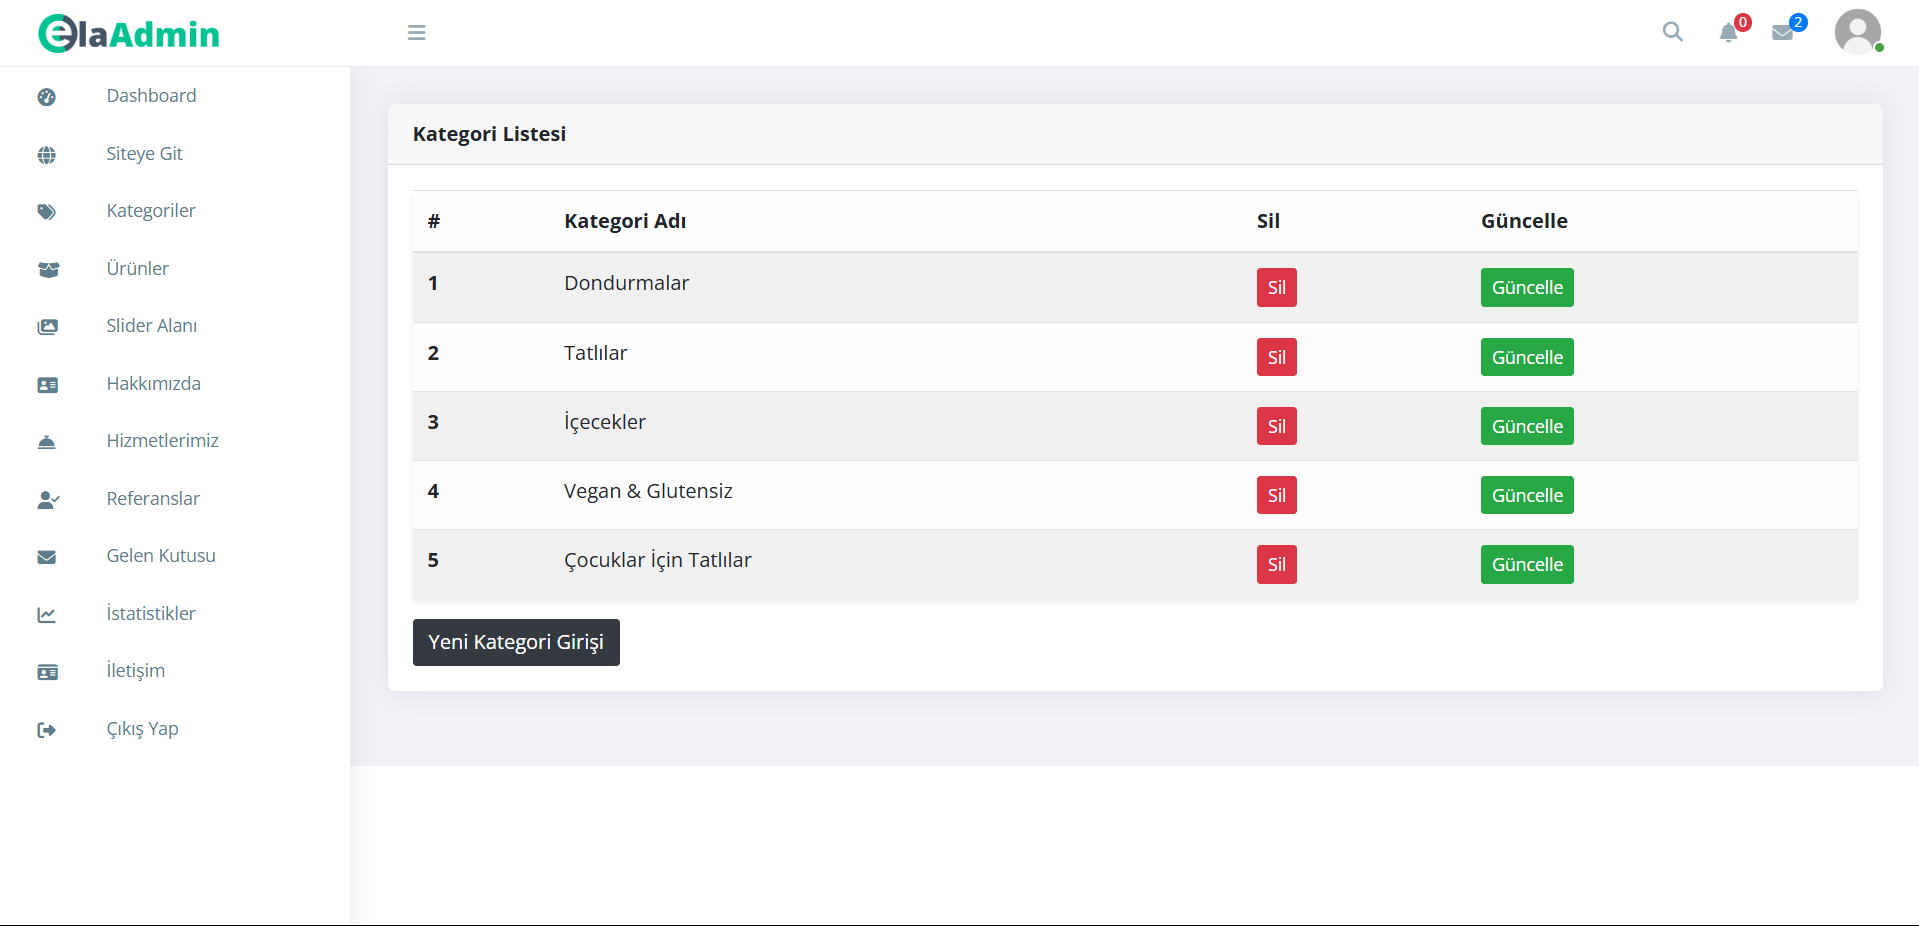 elaAdmin
0
2
Dashboard
Siteye Git
Kategoriler
Ürünler
Slider Alanı
Hakkımızda
Hizmetlerimiz
Referanslar
Gelen Kutusu
İstatistikler
İletişim
Çıkış Yap
Kategori Listesi
# Kategori Adı Sil Güncelle
1 Dondurmalar Sil Güncelle
2 Tatlılar Sil Güncelle
3 İçecekler Sil Güncelle
4 Vegan & Glutensiz Sil Güncelle
5 Çocuklar İçin Tatlılar Sil Güncelle
Yeni Kategori Girişi